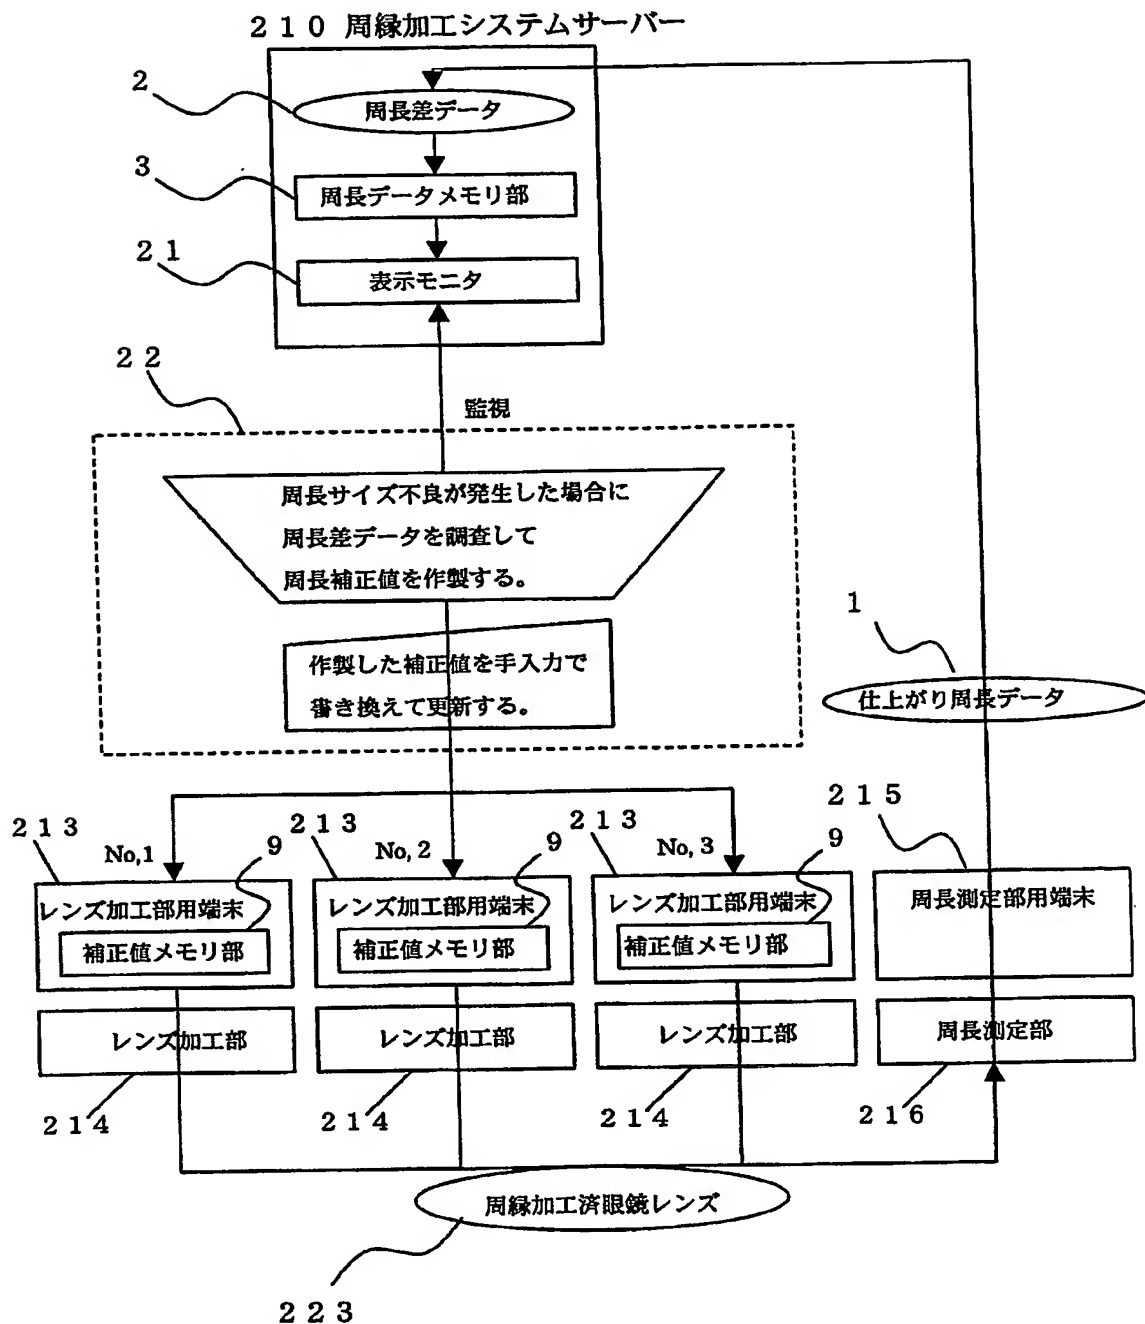 ２１０ 周縁加工システムサーバー
２
周長差データ
３
周長データメモリ部
２１
表示モニタ
２２
監視
周長サイズ不良が発生した場合に
周長差データを調査して
周長補正値を作製する。
作製した補正値を手入力で
書き換えて更新する。
１
仕上がり周長データ
２１３
No,1
９
レンズ加工部用端末
補正値メモリ部
レンズ加工部
２１４
２１３
No,2
９
レンズ加工部用端末
補正値メモリ部
レンズ加工部
２１４
２１３
No,3
９
レンズ加工部用端末
補正値メモリ部
レンズ加工部
２１４
２１５
周長測定部用端末
周長測定部
２１６
周縁加工済眼鏡レンズ
２２３